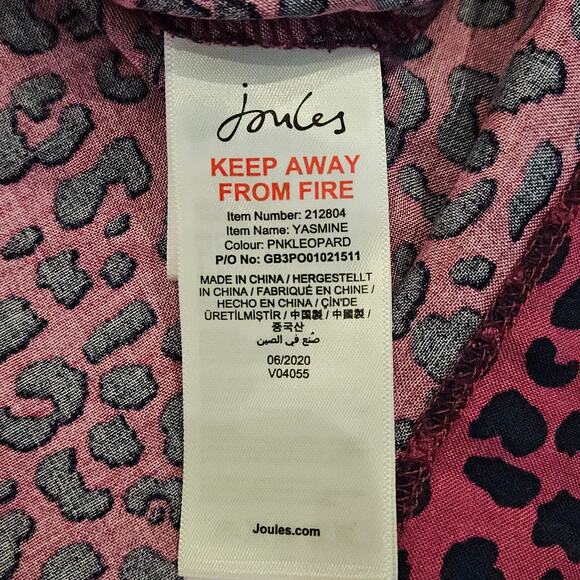 Joules
KEEP AWAY
FROM FIRE
Item Number: 212804
Item Name: YASMINE
Colour: PNKLEOPARD
P/O No: GB3PO01021511
MADE IN CHINA / HERGESTELLT
IN CHINA / FABRIQUÉ EN CHINE /
HECHO EN CHINA / ÇİN'DE
ÜRETİLMİŞTİR / 中国製 / 中國製 /
중국산
صُنع في الصين
06/2020
V04055
Joules.com